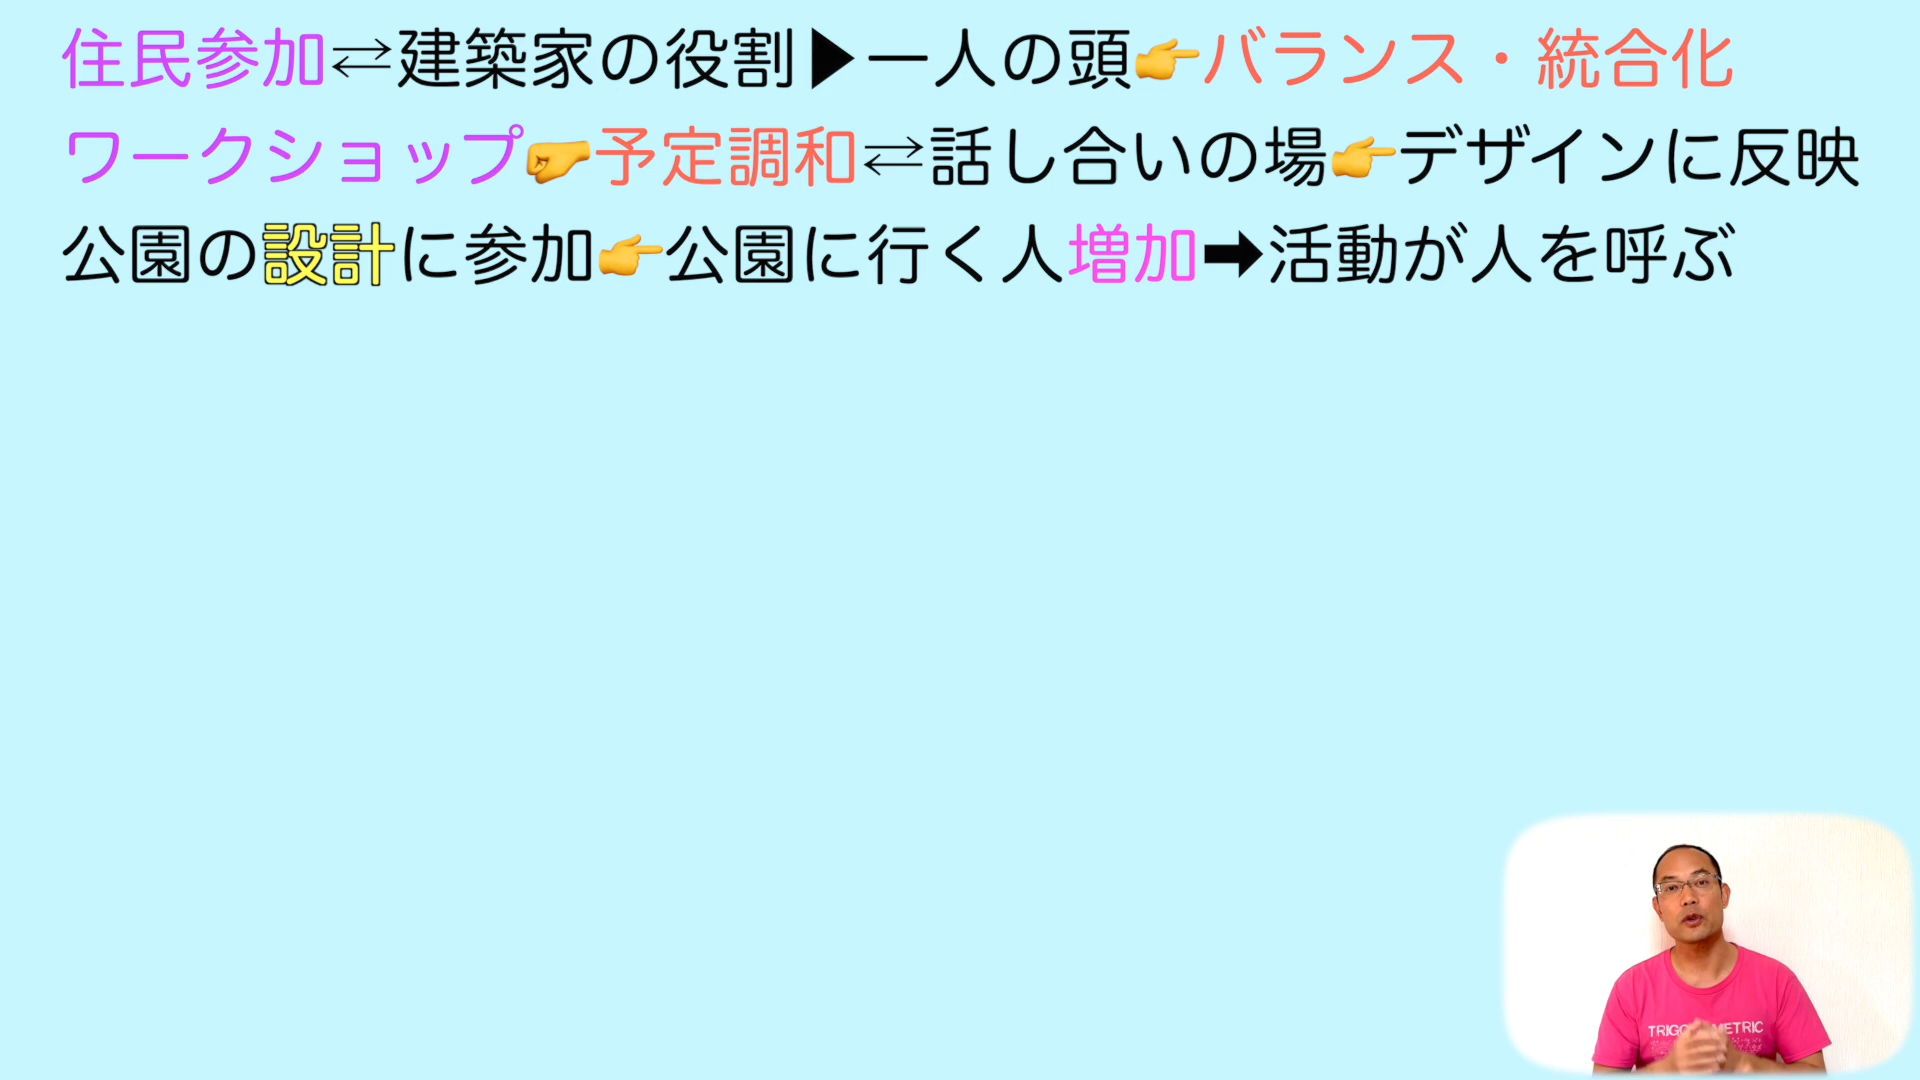 住民参加⇄建築家の役割▶一人の頭👉バランス・統合化
ワークショップ🤛予定調和⇄話し合いの場👉デザインに反映
公園の設計に参加👉公園に行く人増加➡活動が人を呼ぶ